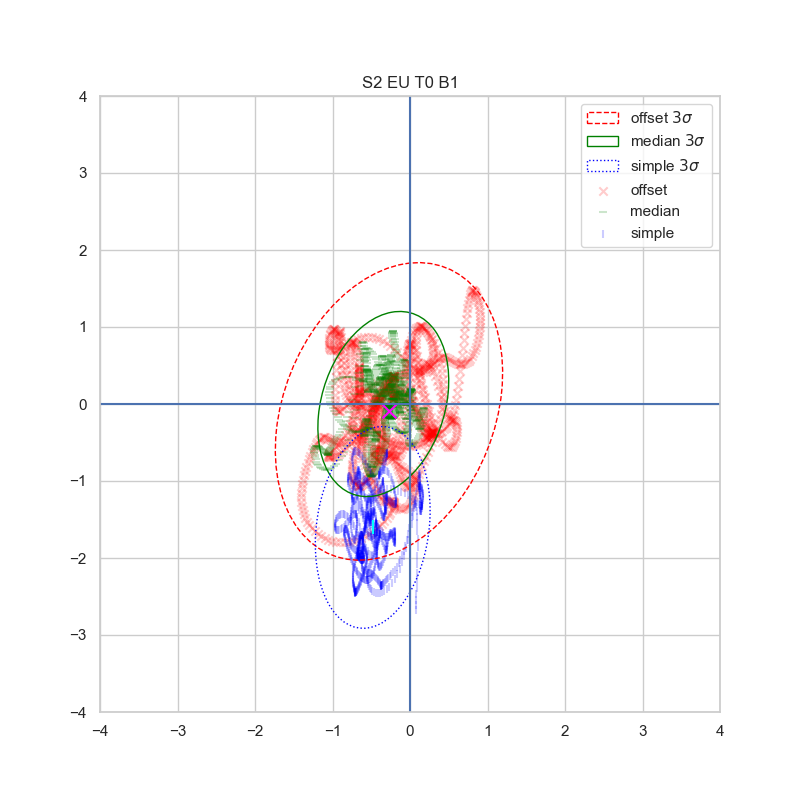 S2 EU T0 B1
offset 3σ
median 3σ
simple 3σ
offset
median
simple
4
3
2
1
0
−1
−2
−3
−4
−4 −3 −2 −1 0 1 2 3 4